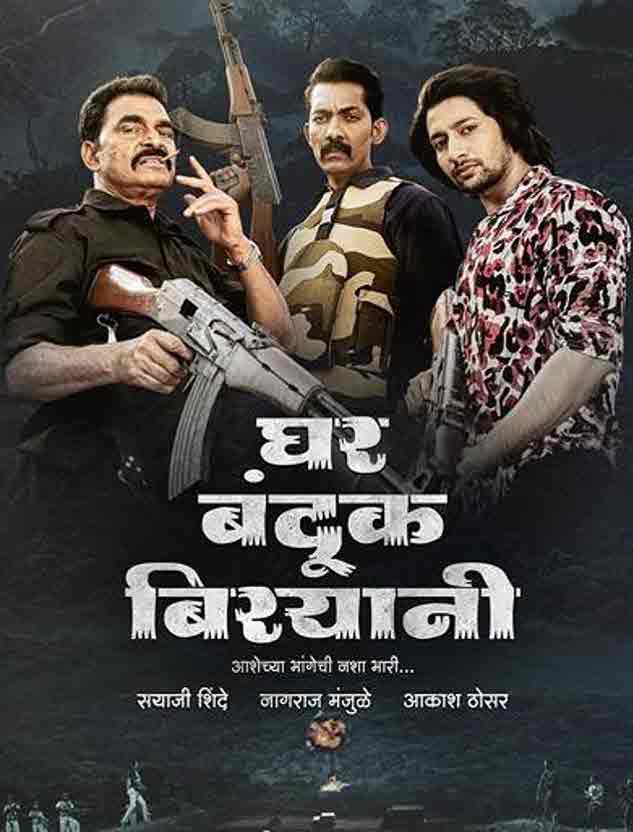 घर
बंदूक
बिरयानी
आशेच्या भांगेची नशा भारी...
सयाजी शिंदे नागराज मंजुळे आकाश ठोसर